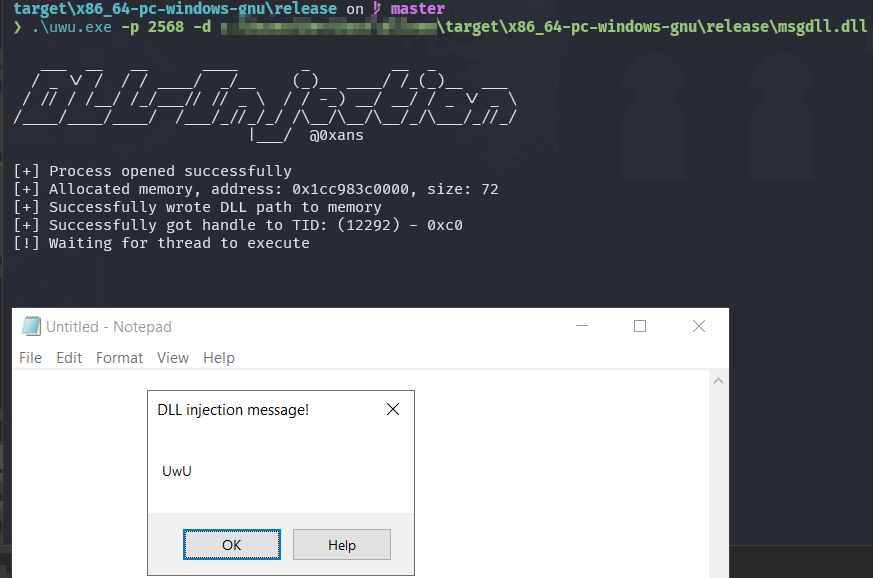 target\x86_64-pc-windows-gnu\release on master
❯ .\uwu.exe -p 2568 -d \target\x86_64-pc-windows-gnu\release\msgdll.dll
DLL Injection
@0xans
[+] Process opened successfully
[+] Allocated memory, address: 0x1cc983c0000, size: 72
[+] Successfully wrote DLL path to memory
[+] Successfully got handle to TID: (12292) - 0xc0
[!] Waiting for thread to execute
Untitled - Notepad
File Edit Format View Help
DLL injection message!
UwU
OK Help